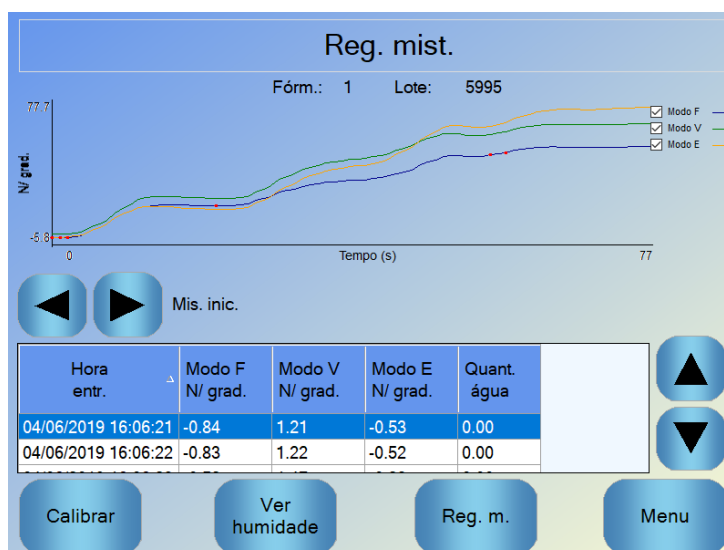 Reg. mist.
Fórm.: 1 Lote: 5995
77.7
N/ grad.
-5.8
0
Tempo (s)
77
Modo F
Modo V
Modo E
Mis. inic.
Hora entr. Modo F N/ grad. Modo V N/ grad. Modo E N/ grad. Quant. água
04/06/2019 16:06:21 -0.84 1.21 -0.53 0.00
04/06/2019 16:06:22 -0.83 1.22 -0.52 0.00
Calibrar
Ver
humidade
Reg. m.
Menu